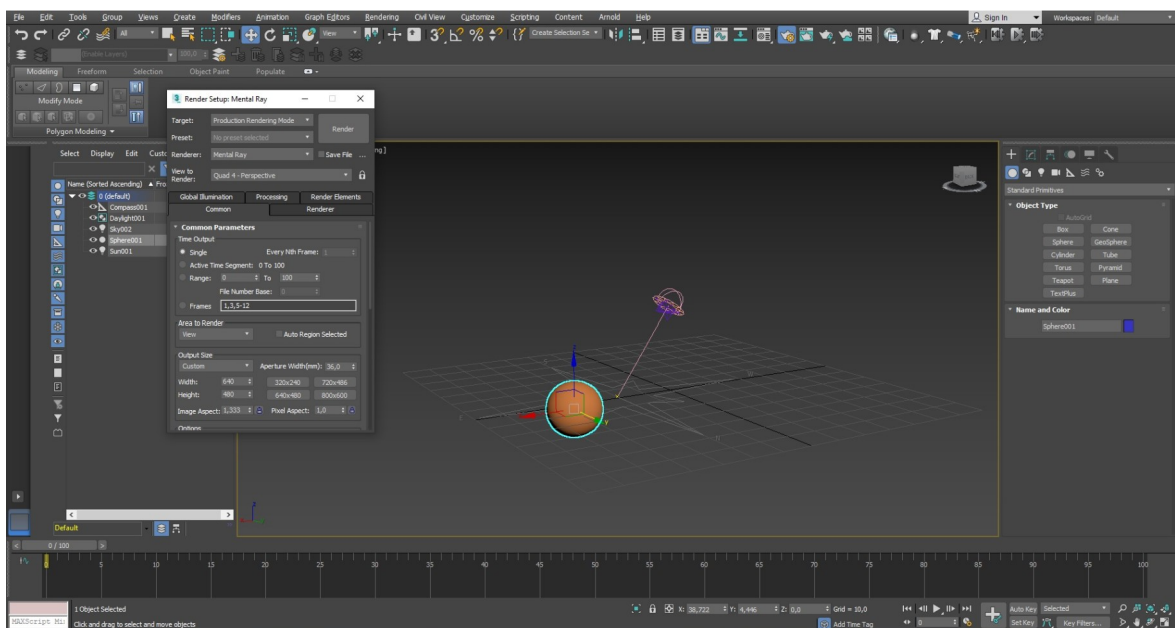 File Edit Tools Group Views Create Modifiers Animation Graph Editors Rendering Civil View Customize Scripting Content Arnold Help
Sign In Workspaces: Default
All View Create Selection Se
Modeling Freeform Selection Object Paint Populate
Modify Mode
Polygon Modeling
Render Setup: Mental Ray
Target: Production Rendering Mode
Render
Preset: No preset selected
Renderer: Mental Ray Save File ...
View to Render: Quad 4 - Perspective
Global Illumination Processing Render Elements
Common Renderer
Common Parameters
Time Output
Single Every Nth Frame: 1
Active Time Segment: 0 To 100
Range: 0 To 100
File Number Base: 0
Frames 1,3,5-12
Area to Render
View Auto Region Selected
Output Size
Custom Aperture Width(mm): 36,0
Width: 640 320x240 720x486
Height: 480 640x480 800x600
Image Aspect: 1,333 Pixel Aspect: 1,0
Options
Select Display Edit
Name (Sorted Ascending)
0 (default)
Compass001
Daylight001
Sky002
Sphere001
Sun001
Default
Standard Primitives
Object Type
AutoGrid
Box Cone
Sphere GeoSphere
Cylinder Tube
Torus Pyramid
Teapot Plane
TextPlus
Name and Color
Sphere001
0 / 100
0 5 10 15 20 25 30 35 40 45 50 55 60 65 70 75 80 85 90 95 100
1 Object Selected X: 38,722 Y: 4,446 Z: 0,0 Grid = 10,0 Auto Key Selected
MAXScript Mi Click and drag to select and move objects Add Time Tag 0 Set Key Key Filters...